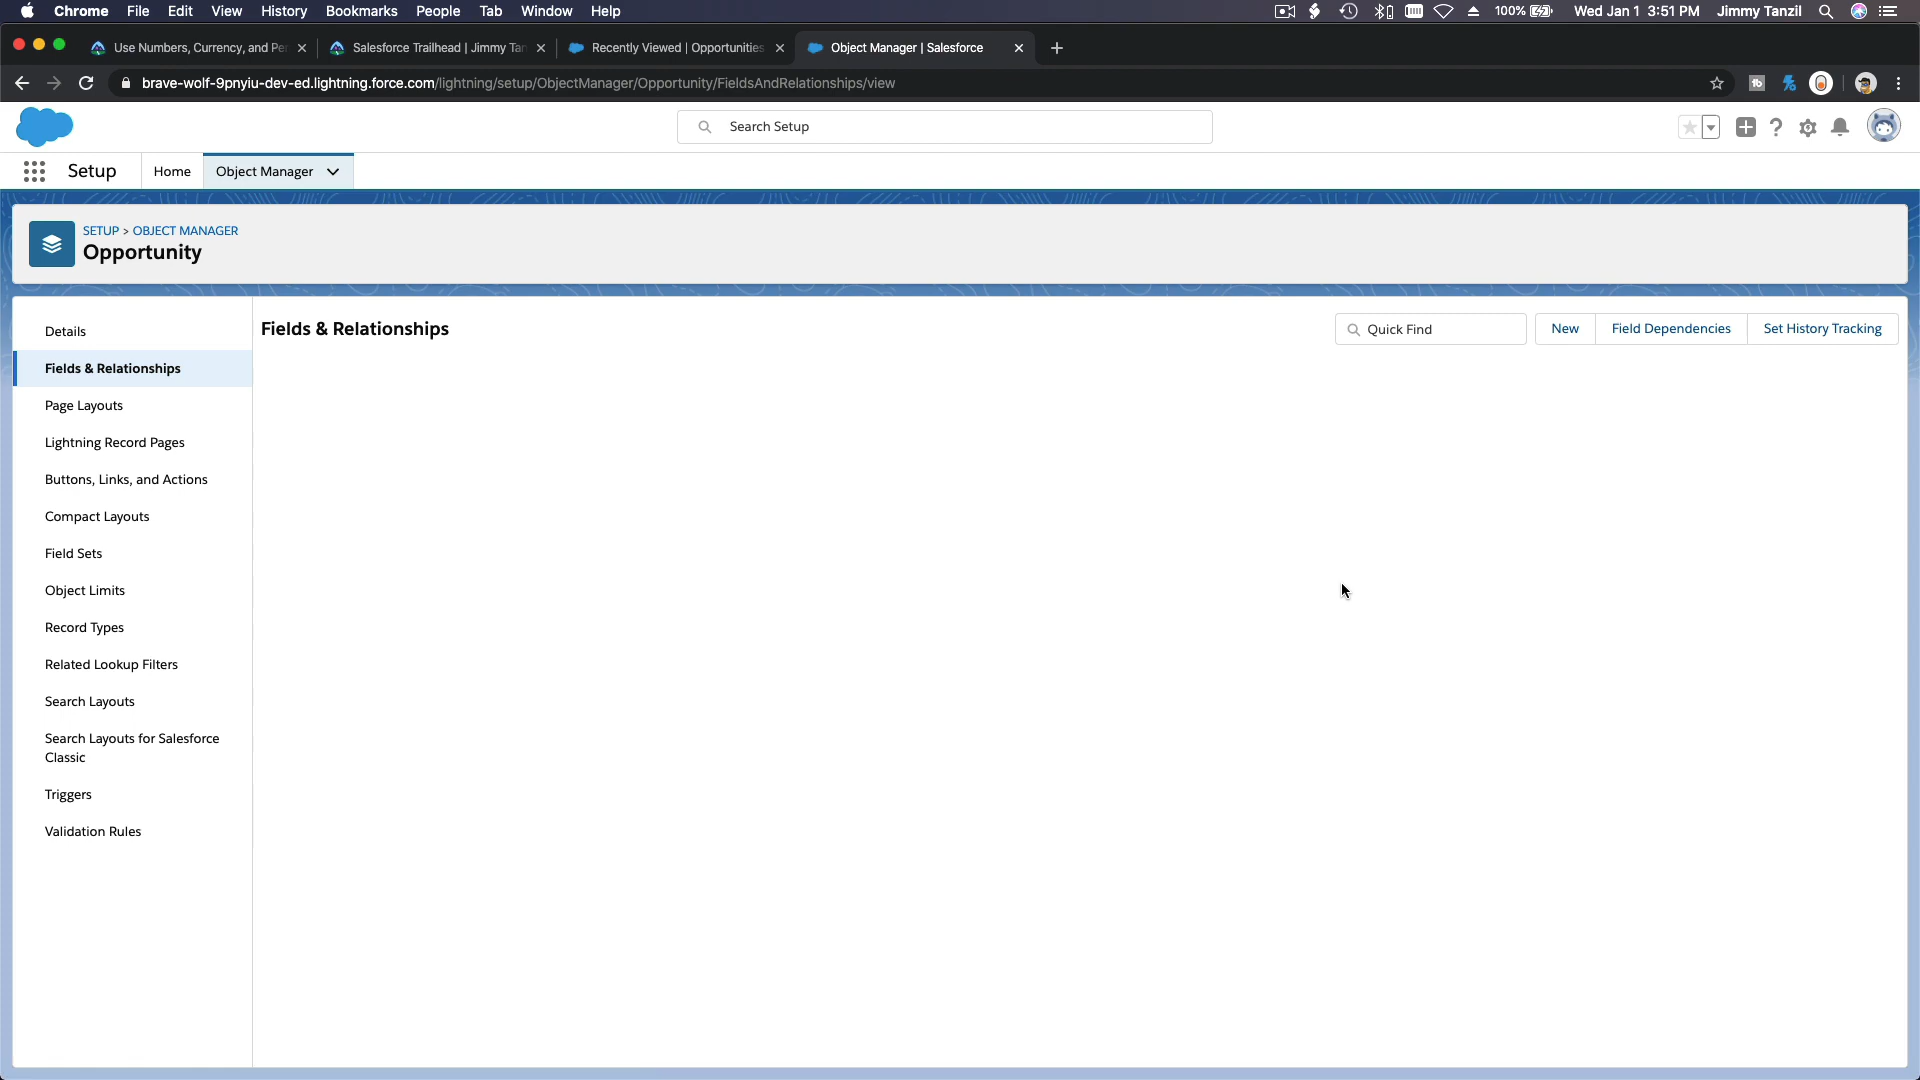 Chrome File Edit View History Bookmarks People Tab Window Help 100% Wed Jan 1 3:51 PM Jimmy Tanzil
Use Numbers, Currency, and Per Salesforce Trailhead | Jimmy Tan Recently Viewed | Opportunities Object Manager | Salesforce
brave-wolf-9pnyiu-dev-ed.lightning.force.com/lightning/setup/ObjectManager/Opportunity/FieldsAndRelationships/view
Search Setup
Setup Home Object Manager
SETUP > OBJECT MANAGER
Opportunity
Details
Fields & Relationships
Page Layouts
Lightning Record Pages
Buttons, Links, and Actions
Compact Layouts
Field Sets
Object Limits
Record Types
Related Lookup Filters
Search Layouts
Search Layouts for Salesforce
Classic
Triggers
Validation Rules
Fields & Relationships
Quick Find New Field Dependencies Set History Tracking